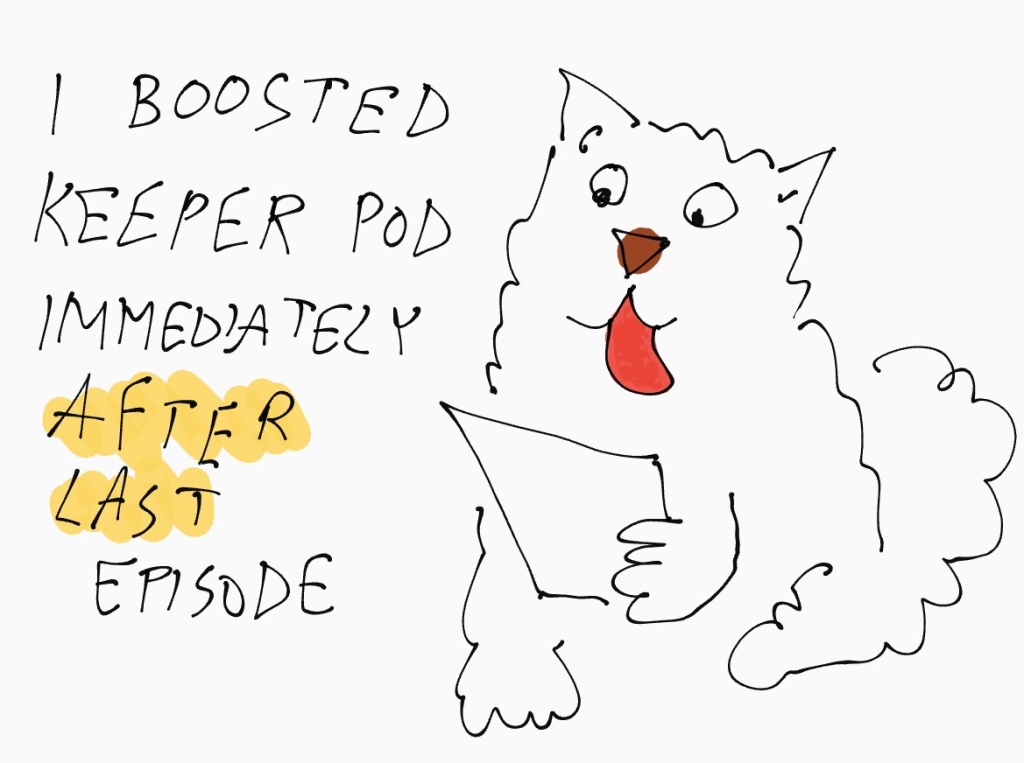 I BOOSTED
KEEPER POD
IMMEDIATELY
AFTER
LAST
EPISODE